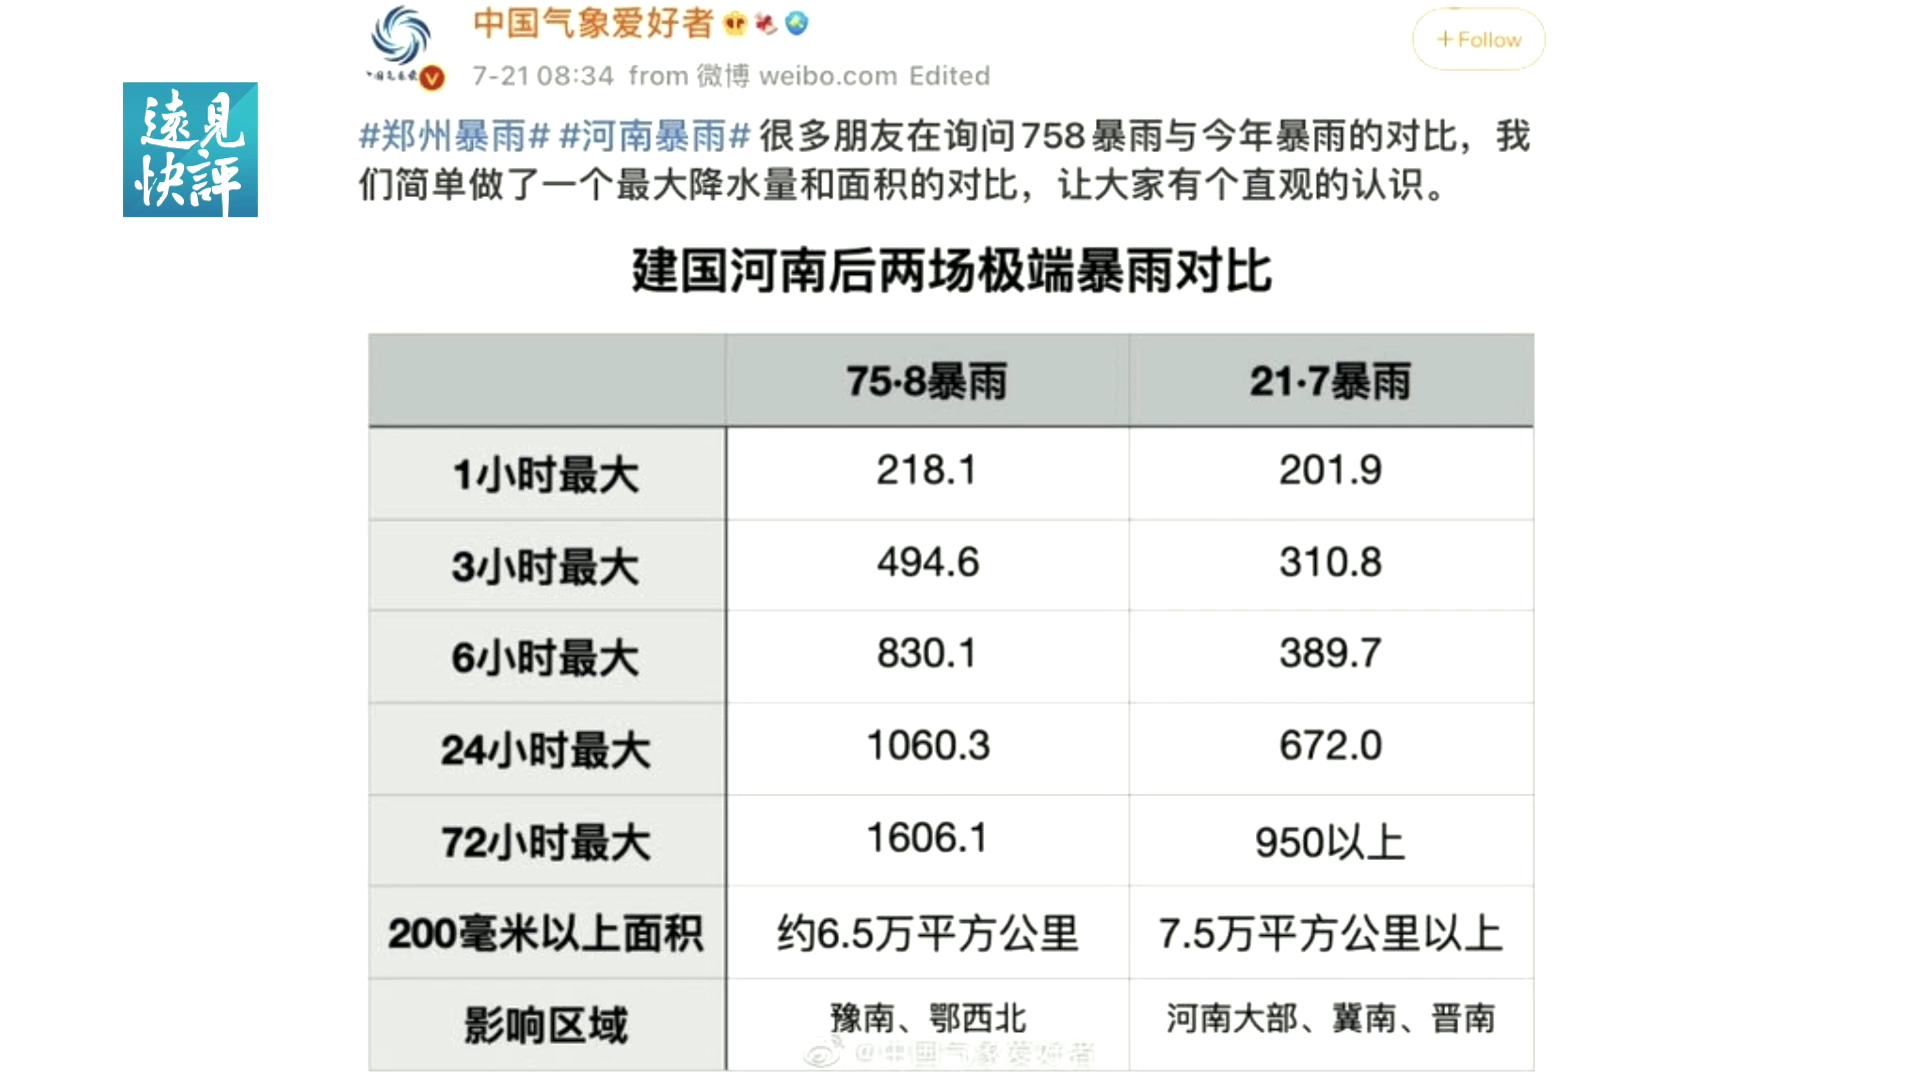 中国气象爱好者
+Follow
7-21 08:34 from 微博 weibo.com Edited
遠見
快評
#郑州暴雨# #河南暴雨# 很多朋友在询问758暴雨与今年暴雨的对比，我
们简单做了一个最大降水量和面积的对比，让大家有个直观的认识。
建国河南后两场极端暴雨对比
75·8暴雨 21·7暴雨
1小时最大 218.1 201.9
3小时最大 494.6 310.8
6小时最大 830.1 389.7
24小时最大 1060.3 672.0
72小时最大 1606.1 950以上
200毫米以上面积 约6.5万平方公里 7.5万平方公里以上
影响区域 豫南、鄂西北 河南大部、冀南、晋南
@中国气象爱好者